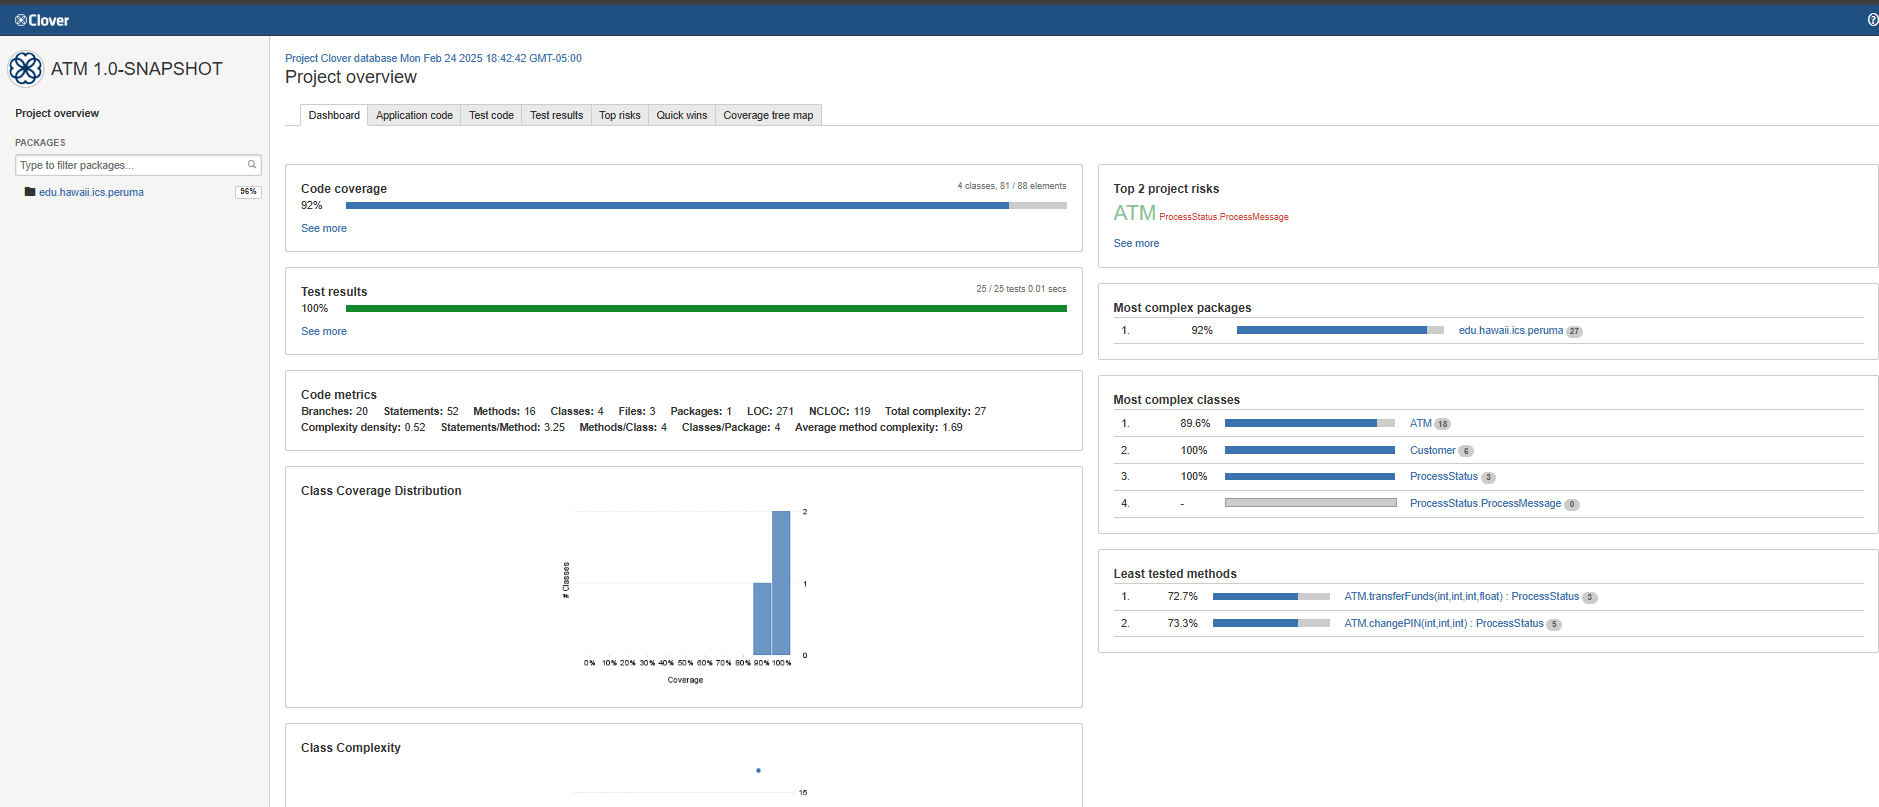 Clover
ATM 1.0-SNAPSHOT
Project overview
PACKAGES
Type to filter packages...
edu.hawaii.ics.peruma 96%
Project Clover database Mon Feb 24 2025 18:42:42 GMT-05:00
Project overview
Dashboard Application code Test code Test results Top risks Quick wins Coverage tree map
Code coverage 4 classes, 81 / 88 elements
92%
See more
Test results 25 / 25 tests 0.01 secs
100%
See more
Code metrics
Branches: 20 Statements: 52 Methods: 16 Classes: 4 Files: 3 Packages: 1 LOC: 271 NCLOC: 119 Total complexity: 27
Complexity density: 0.52 Statements/Method: 3.25 Methods/Class: 4 Classes/Package: 4 Average method complexity: 1.69
Class Coverage Distribution
2
1
0
# Classes
0% 10% 20% 30% 40% 50% 60% 70% 80% 90% 100%
Coverage
Class Complexity
15
Top 2 project risks
ATM ProcessStatus.ProcessMessage
See more
Most complex packages
1. 92% edu.hawaii.ics.peruma 27
Most complex classes
1. 89.6% ATM 18
2. 100% Customer 6
3. 100% ProcessStatus 3
4. - ProcessStatus.ProcessMessage 0
Least tested methods
1. 72.7% ATM.transferFunds(int,int,int,float) : ProcessStatus 3
2. 73.3% ATM.changePIN(int,int,int) : ProcessStatus 5